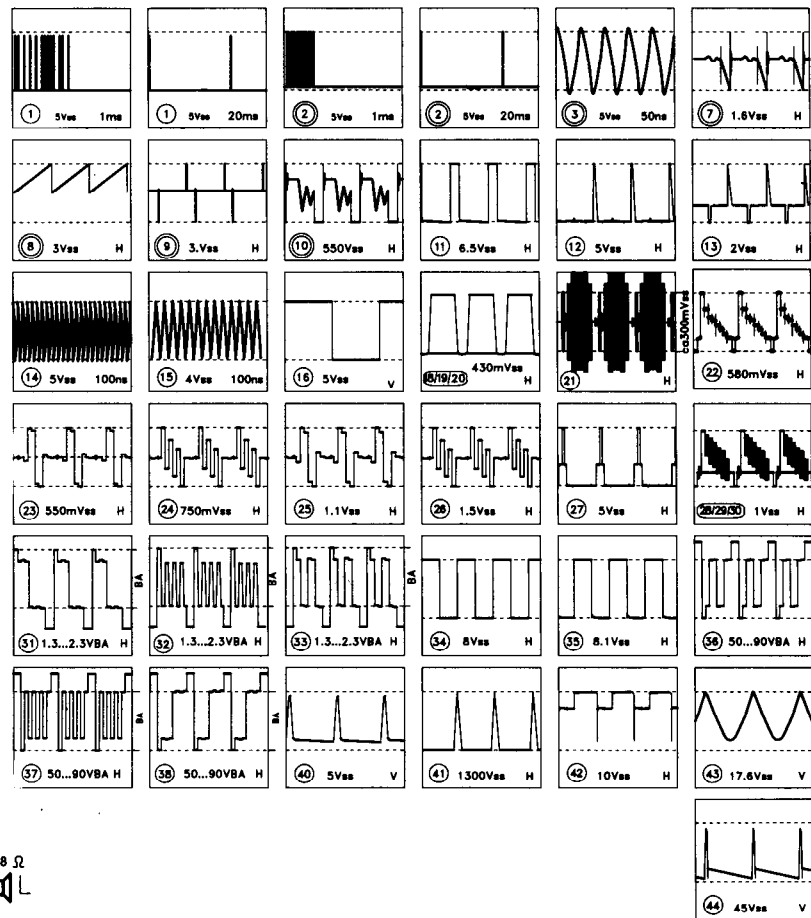 1 5Vss 1ms
1 5Vss 20ms
2 5Vss 1ms
2 5Vss 20ms
3 5Vss 50ns
7 1.6Vss H
8 3Vss H
9 3.Vss H
10 550Vss H
11 6.5Vss H
12 5Vss H
13 2Vss H
14 5Vss 100ns
15 4Vss 100ns
16 5Vss V
430mVss
18/19/20 H
21 H
ca300mVss
22 580mVss H
23 550mVss H
24 750mVss H
25 1.1Vss H
26 1.5Vss H
27 5Vss H
28/29/30 1Vss H
BA
31 1.3...2.3VBA H
BA
32 1.3...2.3VBA H
BA
33 1.3...2.3VBA H
34 8Vss H
35 8.1Vss H
36 50...90VBA H
BA
37 50...90VBA H
BA
38 50...90VBA H
40 5Vss V
41 1300Vss H
42 10Vss H
43 17.6Vss V
8 Ω
44 45Vss V